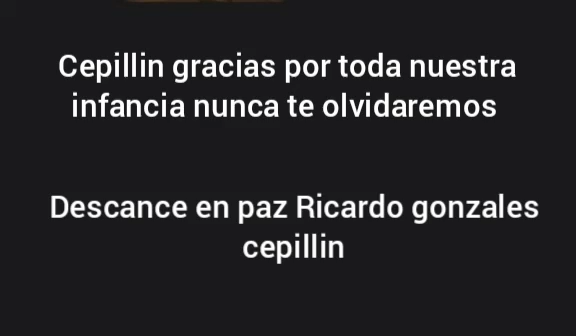 Cepillin gracias por toda nuestra
infancia nunca te olvidaremos
Descance en paz Ricardo gonzales
cepillin